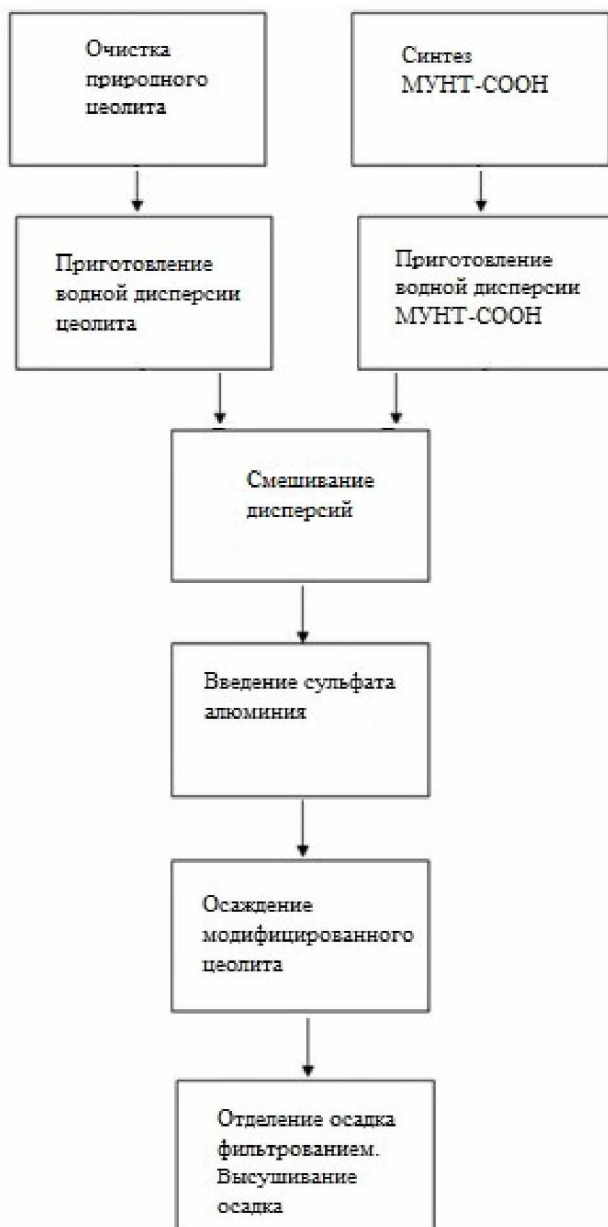 Очистка
природного
цеолита
Синтез
МУНТ-СООН
Приготовление
водной дисперсии
цеолита
Приготовление
водной дисперсии
МУНТ-СООН
Смешивание
дисперсий
Введение сульфата
алюминия
Осаждение
модифицированного
цеолита
Отделение осадка
фильтрованием.
Высушивание
осадка